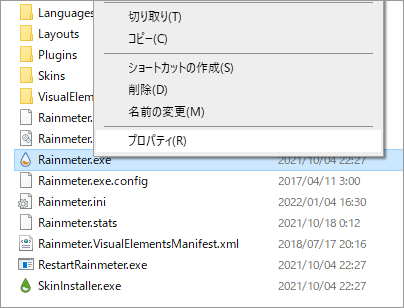 切り取り(T)
コピー(C)
ショートカットの作成(S)
削除(D)
名前の変更(M)
プロパティ(R)
Languages
Layouts
Plugins
Skins
VisualElem
Rainmeter.
Rainmeter.
Rainmeter.exe 2021/10/04 22:27
Rainmeter.exe.config 2017/04/11 3:00
Rainmeter.ini 2022/01/04 16:30
Rainmeter.stats 2021/10/18 0:12
Rainmeter.VisualElementsManifest.xml 2018/07/17 20:16
RestartRainmeter.exe 2021/10/04 22:27
SkinInstaller.exe 2021/10/04 22:27